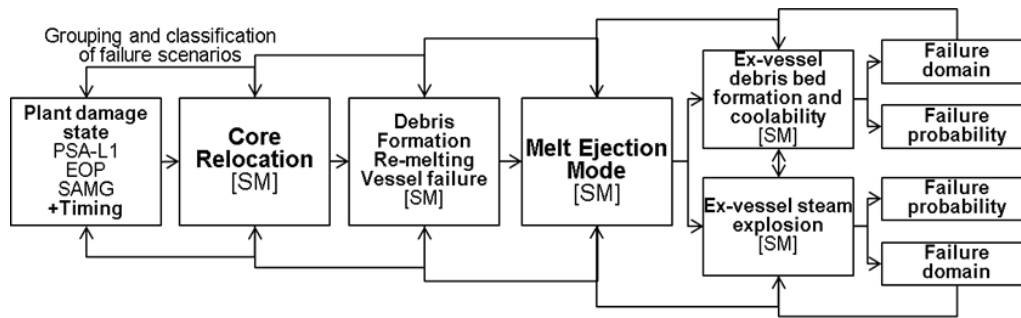 Grouping and classification
of failure scenarios
Plant damage
state
PSA-L1
EOP
SAMG
+Timing
Core
Relocation
[SM]
Debris
Formation
Re-melting
Vessel failure
[SM]
Melt Ejection
Mode
[SM]
Ex-vessel
debris bed
formation and
coolability
[SM]
Ex-vessel steam
explosion
[SM]
Failure
domain
Failure
probability
Failure
probability
Failure
domain